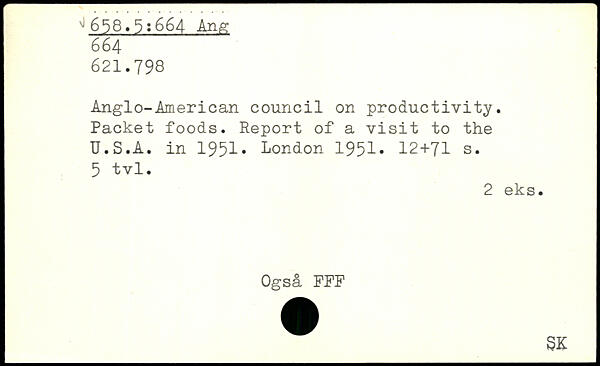 658.5:664 Ang
664
621.798
Anglo-American council on productivity.
Packet foods. Report of a visit to the
U.S.A. in 1951. London 1951. 12+71 s.
5 tvl.
2 eks.
Også FFF
SK